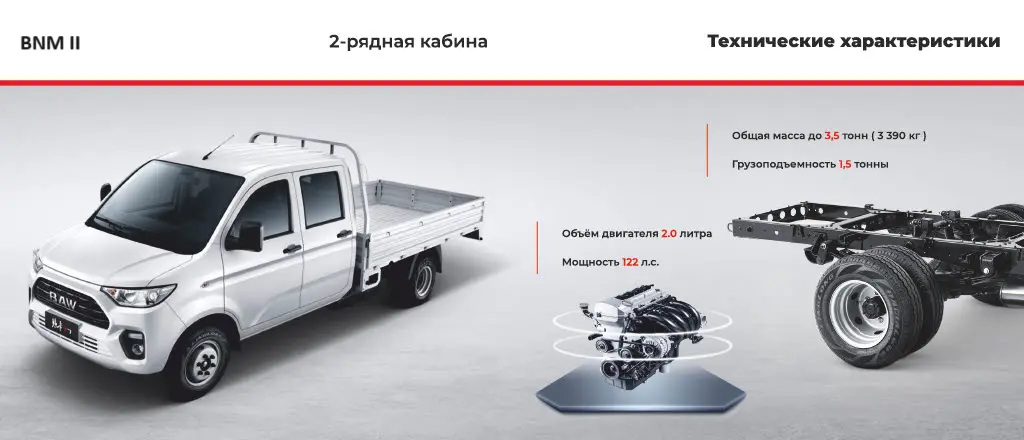 BNM II
2-рядная кабина
Технические характеристики
Общая масса до 3,5 тонн ( 3 390 кг )
Грузоподъемность 1,5 тонны
Объём двигателя 2.0 литра
Мощность 122 л.с.
BAW